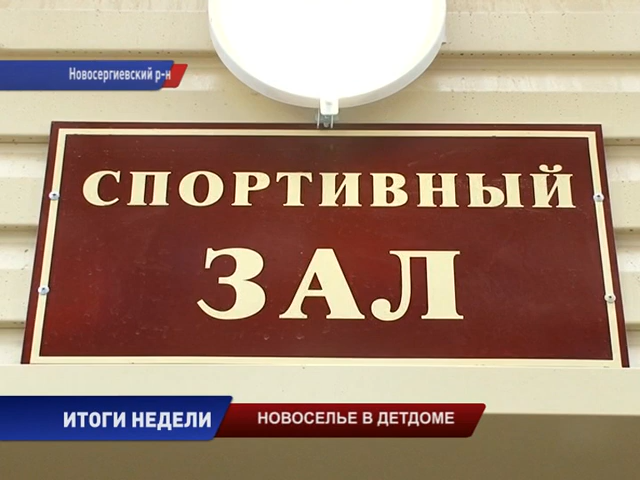 Новосергиевский р-н
СПОРТИВНЫЙ
ЗАЛ
ИТОГИ НЕДЕЛИ
НОВОСЕЛЬЕ В ДЕТДОМЕ